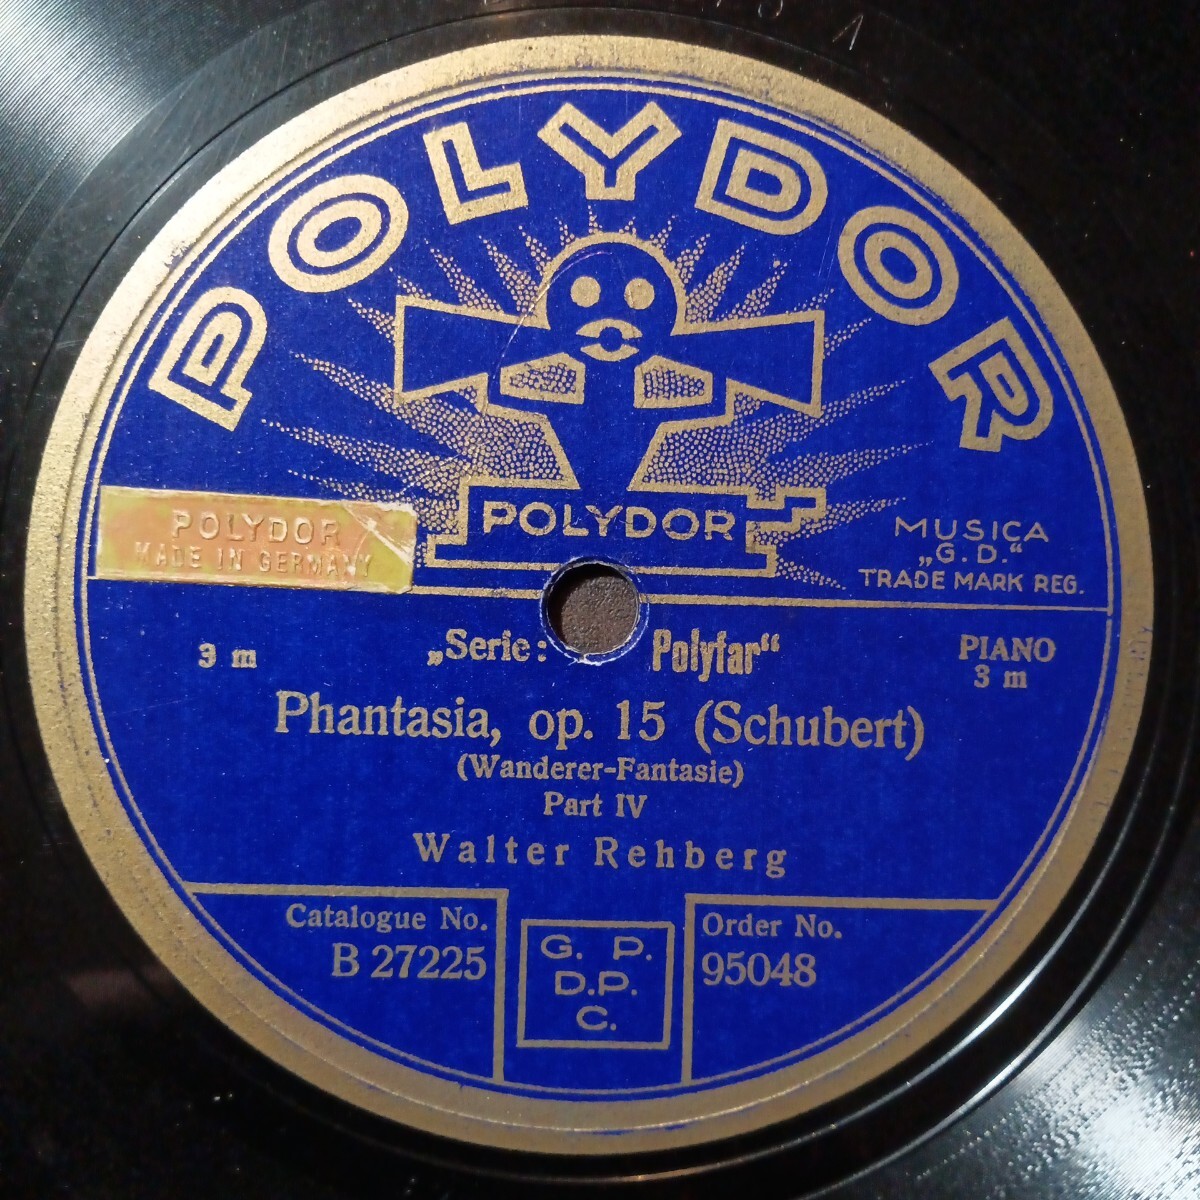 POLYDOR
POLYDOR
MUSICA
„G. D.“
TRADE MARK REG.
POLYDOR
MADE IN GERMANY
3 m
„Serie: Polyfar“
PIANO
3 m
Phantasia, op. 15 (Schubert)
(Wanderer-Fantasie)
Part IV
Walter Rehberg
Catalogue No.
B 27225
G. P.
D.P.
C.
Order No.
95048